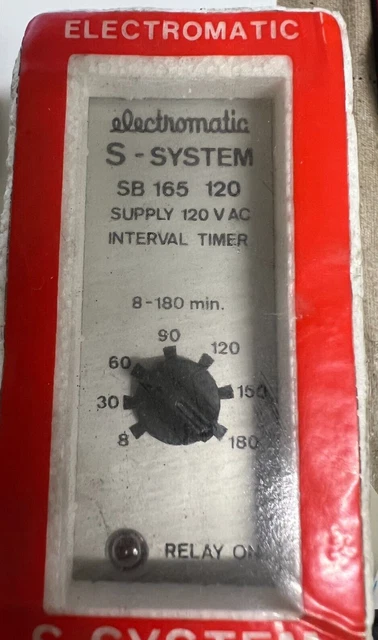 ELECTROMATIC
electromatic
S-SYSTEM
SB 165 120
SUPPLY 120 V AC
INTERVAL TIMER
8-180 min.
90
60 120
30 150
8 180
RELAY ON
S-SYSTEM